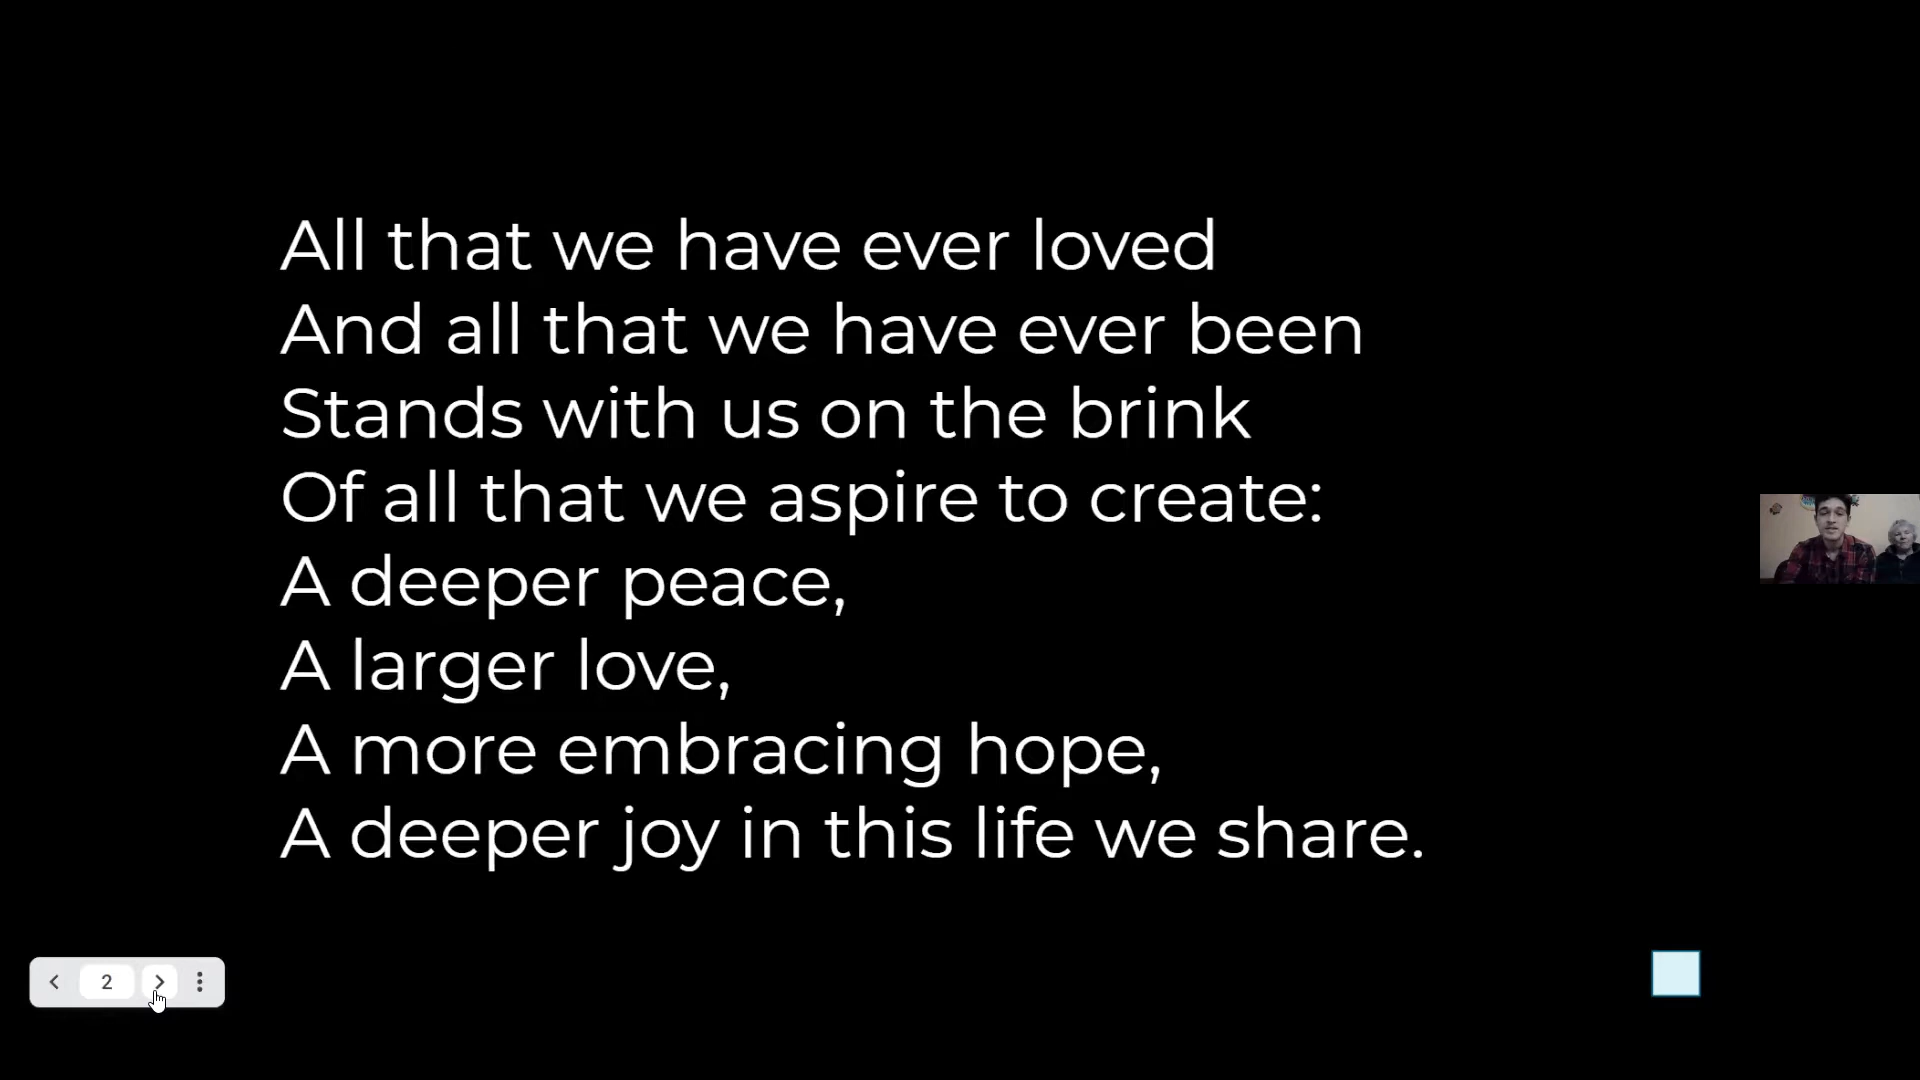 All that we have ever loved
And all that we have ever been
Stands with us on the brink
Of all that we aspire to create:
A deeper peace,
A larger love,
A more embracing hope,
A deeper joy in this life we share.
2